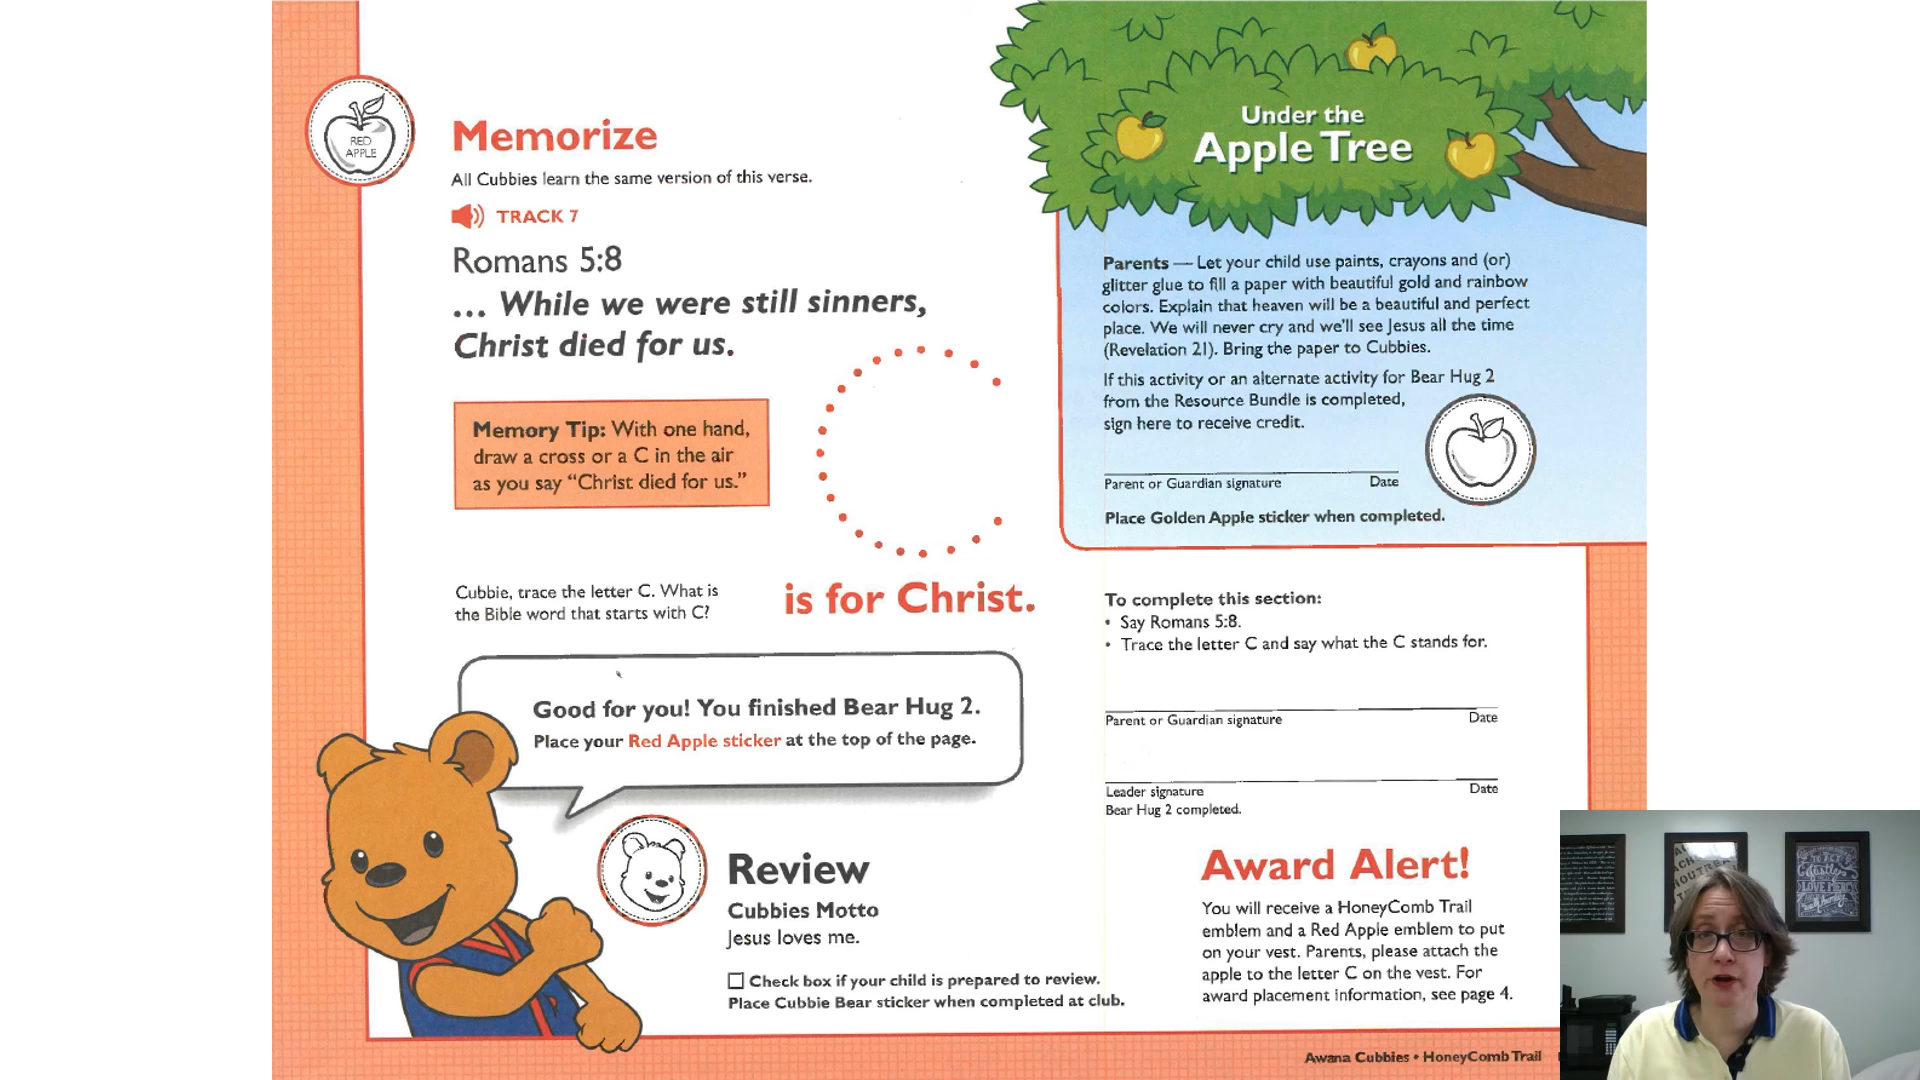 RED
APPLE
Memorize
All Cubbies learn the same version of this verse.
TRACK 7
Romans 5:8
... While we were still sinners,
Christ died for us.
Memory Tip: With one hand,
draw a cross or a C in the air
as you say “Christ died for us.”
Cubbie, trace the letter C. What is
the Bible word that starts with C?
is for Christ.
Good for you! You finished Bear Hug 2.
Place your Red Apple sticker at the top of the page.
Review
Cubbies Motto
Jesus loves me.
Check box if your child is prepared to review.
Place Cubbie Bear sticker when completed at club.
Under the
Apple Tree
Parents — Let your child use paints, crayons and (or)
glitter glue to fill a paper with beautiful gold and rainbow
colors. Explain that heaven will be a beautiful and perfect
place. We will never cry and we'll see Jesus all the time
(Revelation 21). Bring the paper to Cubbies.
If this activity or an alternate activity for Bear Hug 2
from the Resource Bundle is completed,
sign here to receive credit.
Parent or Guardian signature Date
Place Golden Apple sticker when completed.
To complete this section:
• Say Romans 5:8.
• Trace the letter C and say what the C stands for.
Parent or Guardian signature Date
Leader signature Date
Bear Hug 2 completed.
Award Alert!
You will receive a HoneyComb Trail
emblem and a Red Apple emblem to put
on your vest. Parents, please attach the
apple to the letter C on the vest. For
award placement information, see page 4.
Awana Cubbies • HoneyComb Trail